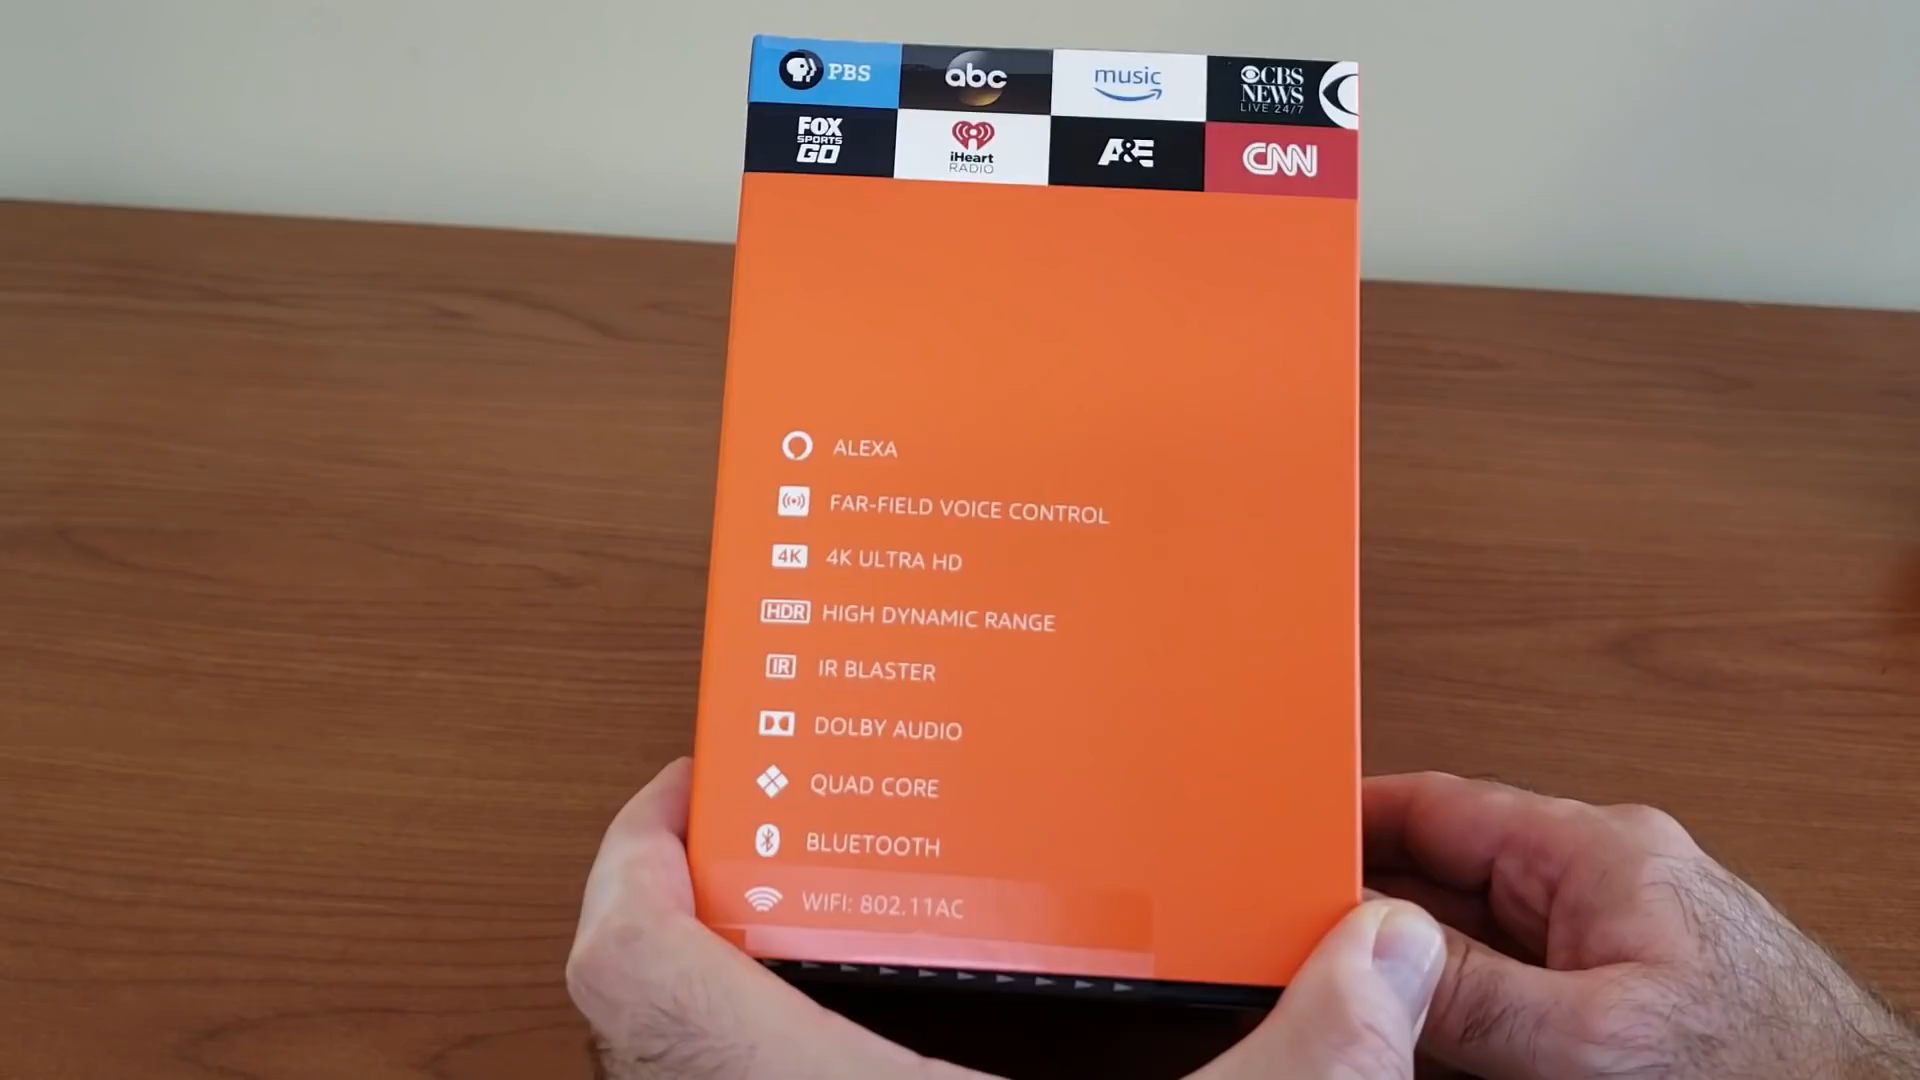 PBS
abc
music
CBS
NEWS
LIVE 24/7
FOX
SPORTS
GO
iHeart
RADIO
A&E
CNN
ALEXA
FAR-FIELD VOICE CONTROL
4K 4K ULTRA HD
HDR HIGH DYNAMIC RANGE
IR IR BLASTER
DOLBY AUDIO
QUAD CORE
BLUETOOTH
WIFI: 802.11AC